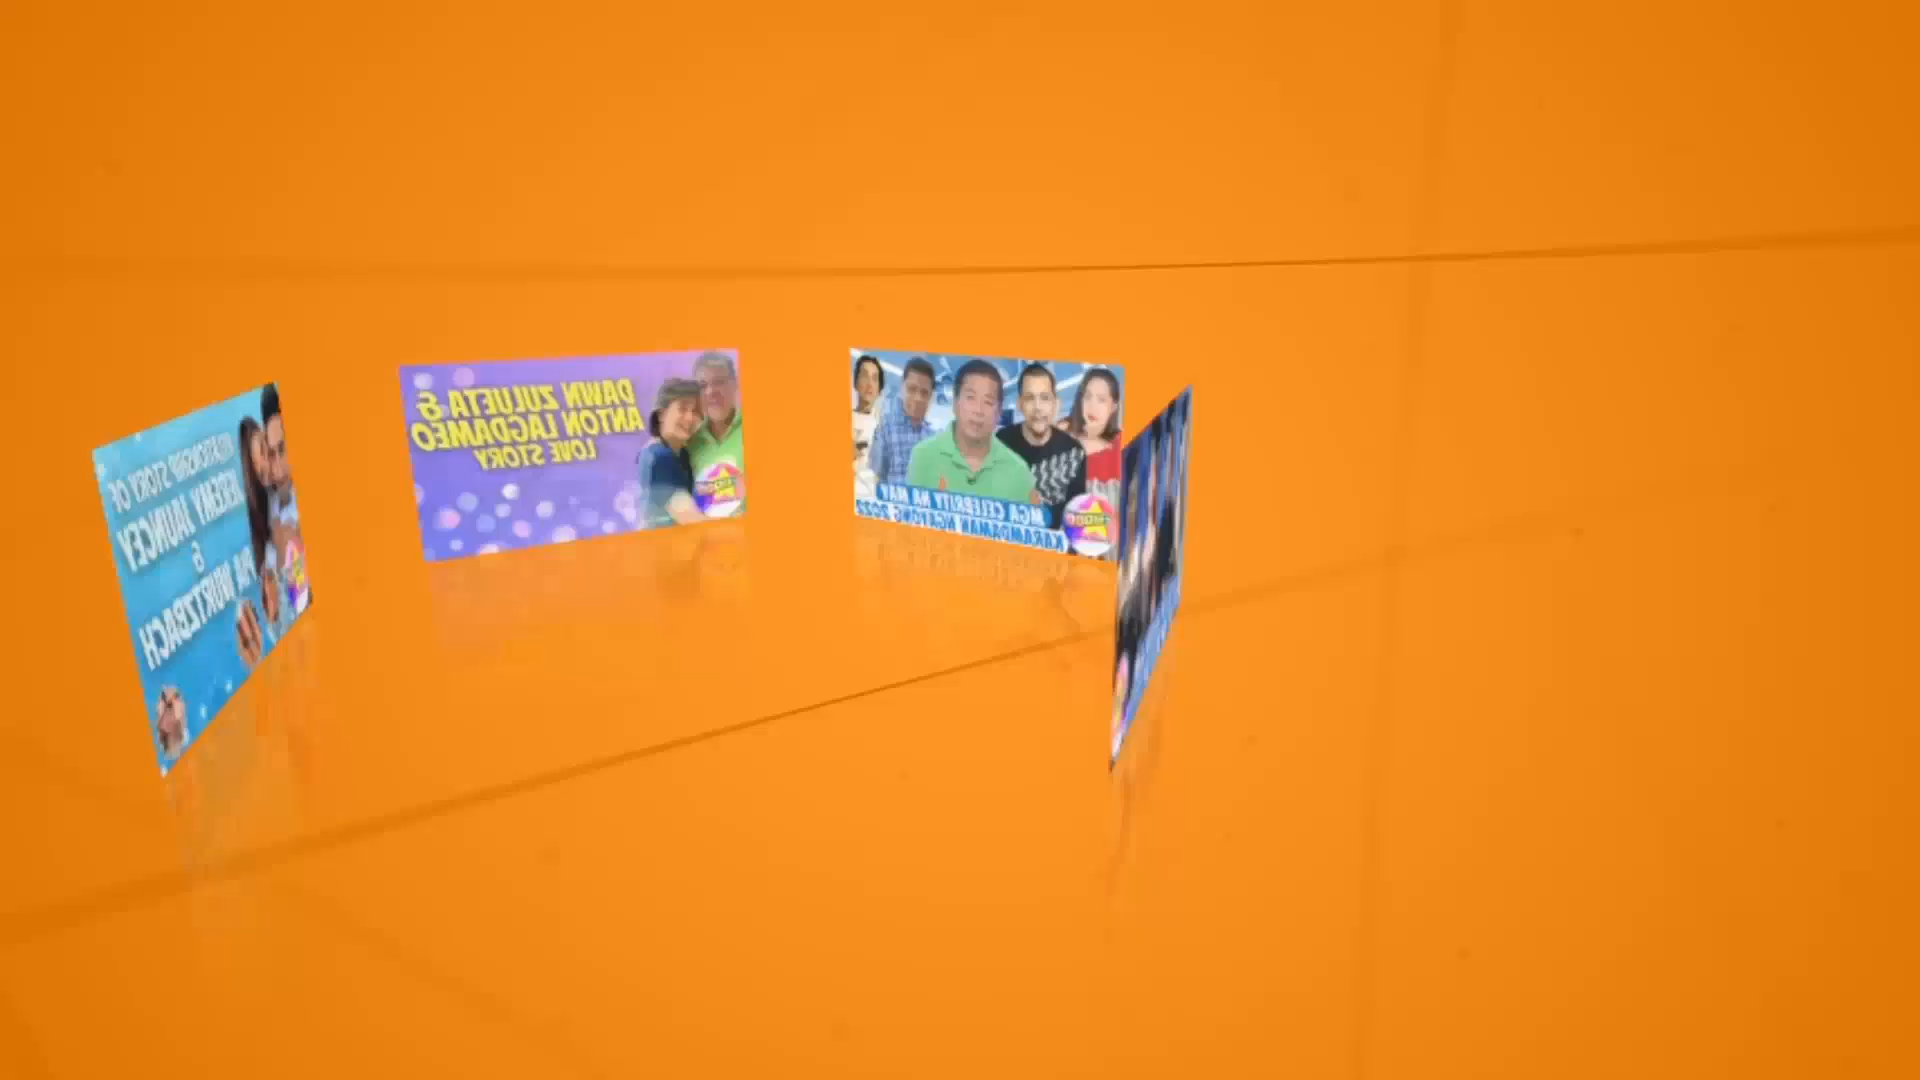 RELATIONSHIP STORY OF
JEREMY JAUNCEY
&
PIA WURTZBACH
DAWN ZULUETA &
ANTON LAGDAMEO
LOVE STORY
MGA CELEBRITY NA MAY
KARAMDAMAN NGAYONG 2022